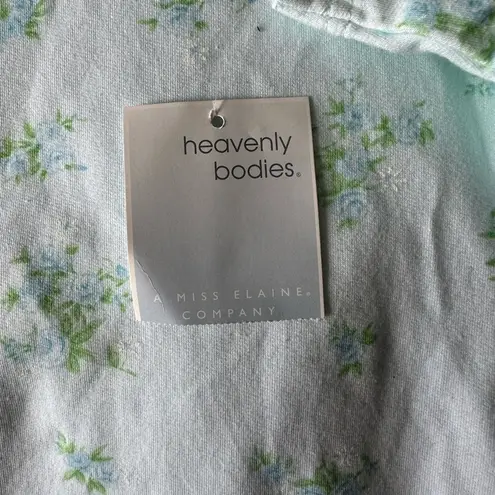 heavenly
bodies®
A MISS ELAINE®
COMPANY